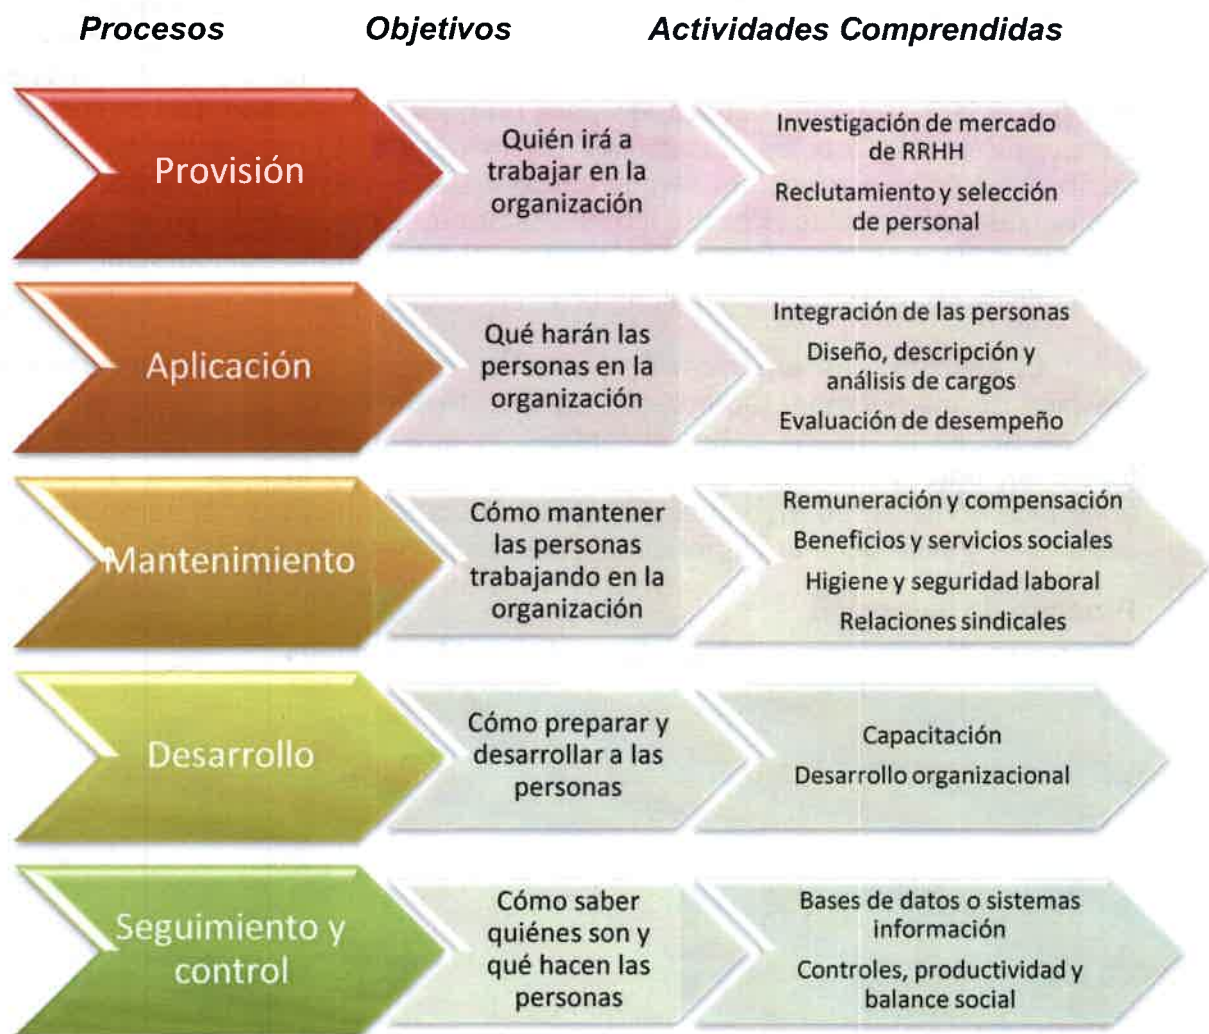 Procesos Objetivos Actividades Comprendidas
Provisión
Quién irá a
trabajar en la
organización
Investigación de mercado
de RRHH
Reclutamiento y selección
de personal
Aplicación
Qué harán las
personas en la
organización
Integración de las personas
Diseño, descripción y
análisis de cargos
Evaluación de desempeño
Mantenimiento
Cómo mantener
las personas
trabajando en la
organización
Remuneración y compensación
Beneficios y servicios sociales
Higiene y seguridad laboral
Relaciones sindicales
Desarrollo
Cómo preparar y
desarrollar a las
personas
Capacitación
Desarrollo organizacional
Seguimiento y
control
Cómo saber
quiénes son y
qué hacen las
personas
Bases de datos o sistemas
información
Controles, productividad y
balance social